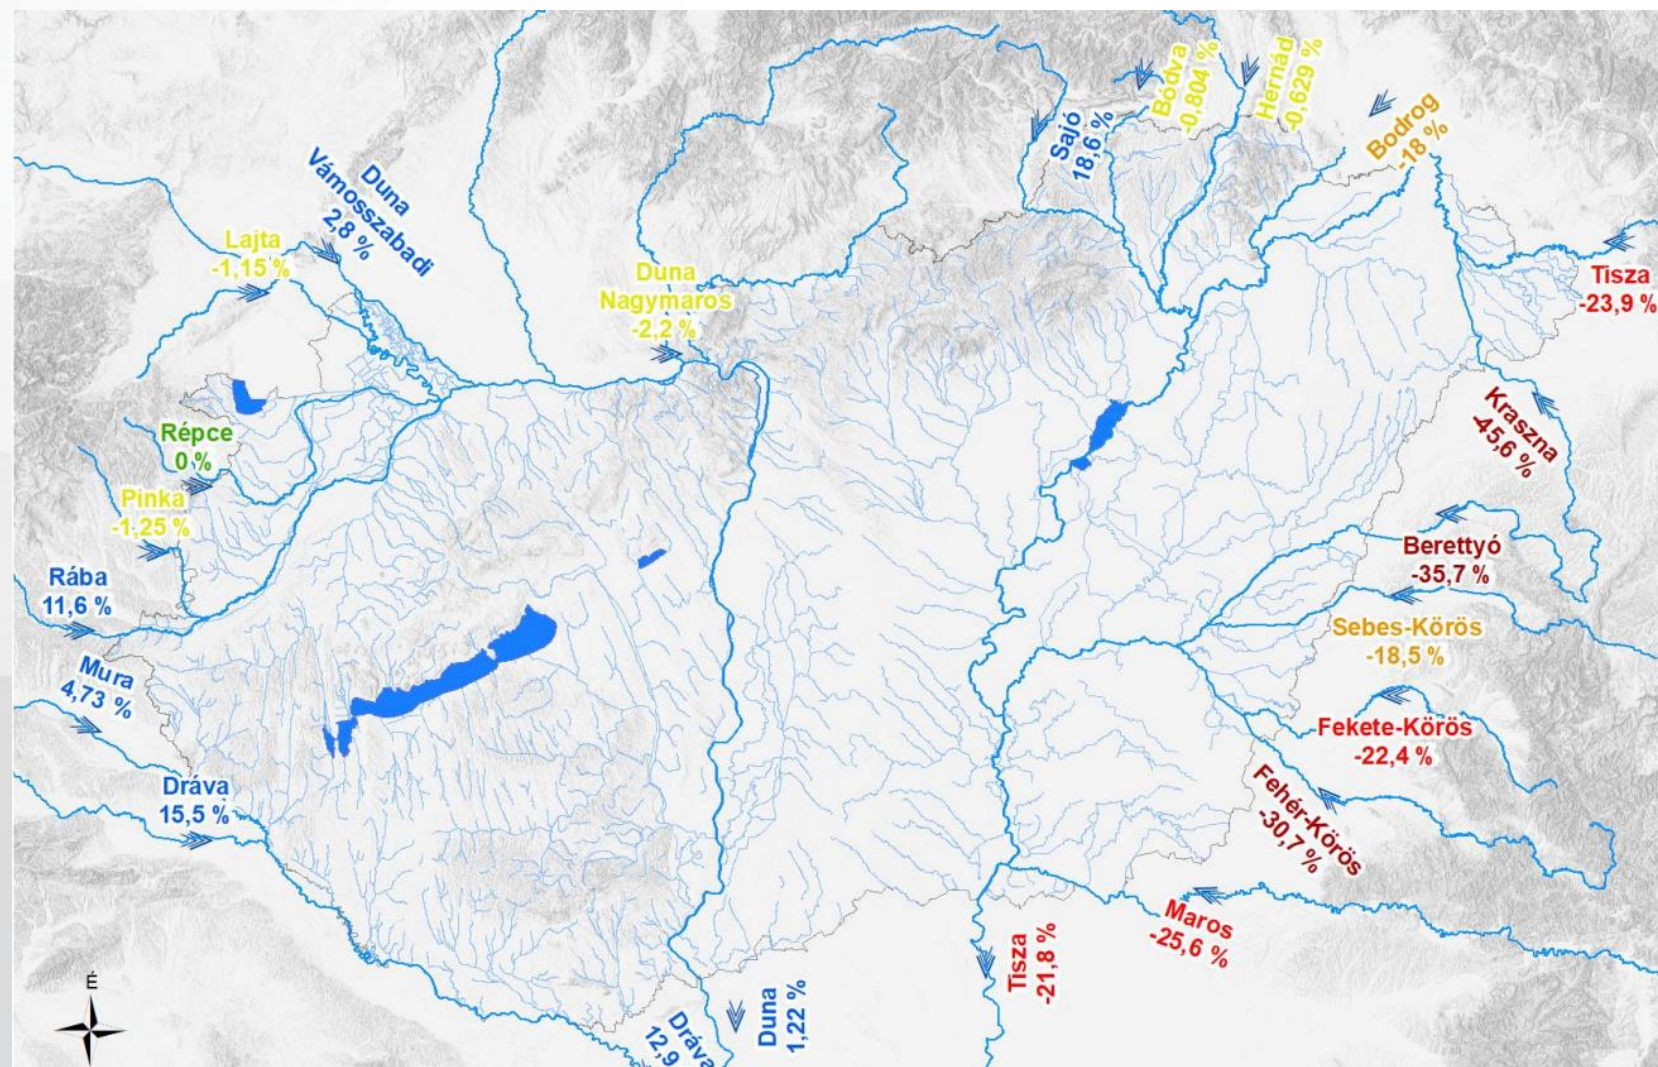 Bódva
-0,804 %
Hernád
-0,629 %
Bodrog
-18 %
Sajó
18,6 %
Duna
Vámosszabadi
2,8 %
Lajta
-1,15 %
Duna
Nagymaros
-2,2 %
Tisza
-23,9 %
Kraszna
-45,6 %
Répce
0 %
Pinka
-1,25 %
Berettyó
-35,7 %
Rába
11,6 %
Sebes-Körös
-18,5 %
Mura
4,73 %
Fekete-Körös
-22,4 %
Dráva
15,5 %
Fehér-Körös
-30,7 %
Maros
-25,6 %
Tisza
-21,8 %
É
Duna
1,22 %
Dráva
12,9